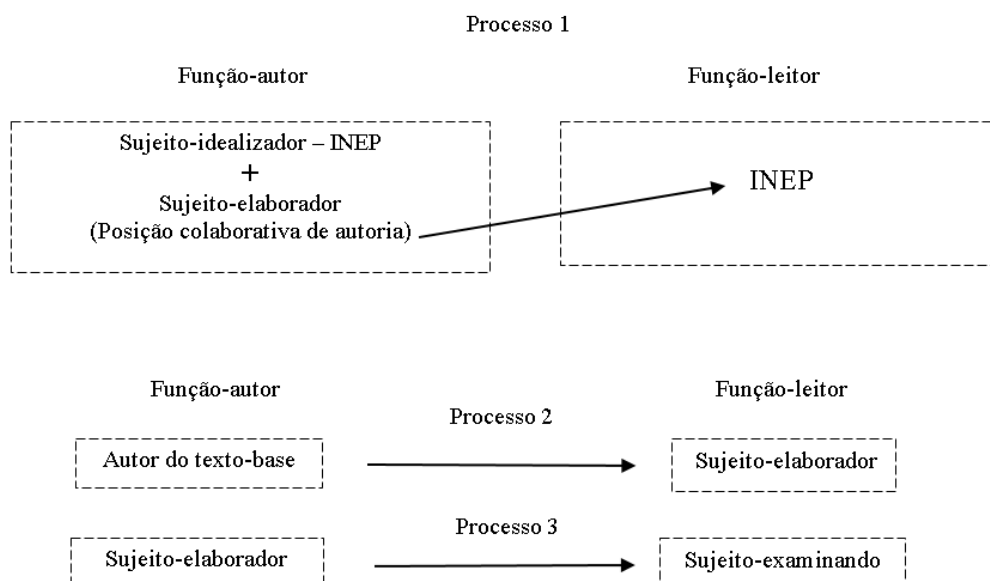 Processo 1
Função-autor
Função-leitor
Sujeito-idealizador – INEP
+
Sujeito-elaborador
(Posição colaborativa de autoria)
INEP
Função-autor
Função-leitor
Processo 2
Autor do texto-base
Sujeito-elaborador
Processo 3
Sujeito-elaborador
Sujeito-examinando